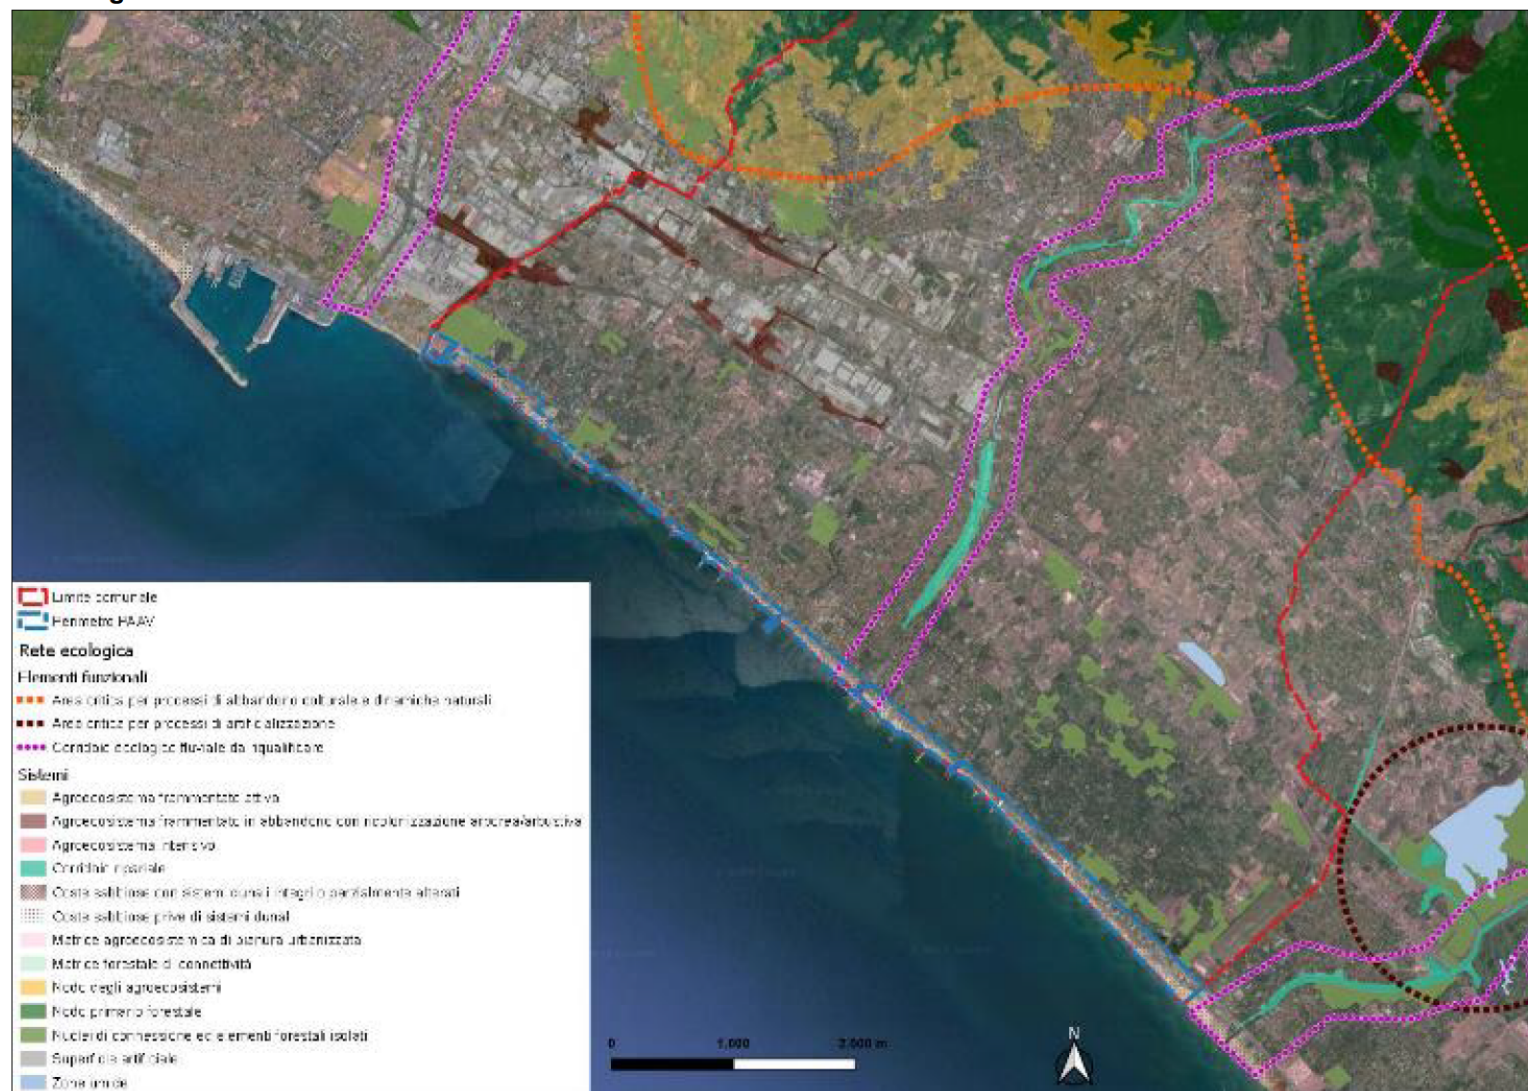 Limite comunale
Perimetro PAAV
Rete ecologica
Elementi funzionali
Area critica per processi di abbandono colturale e dinamiche naturali
Area critica per processi di artificializzazione
Corridoio ecologico fluviale da riqualificare
Sistemi
Agroecosistema frammentato attivo
Agroecosistema frammentato in abbandono con ricolonizzazione arborea/arbustiva
Agroecosistema intensivo
Corridoio ripariale
Coste sabbiose con sistemi dunali integri o parzialmente alterati
Coste sabbiose prive di sistemi dunali
Matrice agroecosistemica di pianura urbanizzata
Matrice forestale di connettività
Nodo degli agroecosistemi
Nodo primario forestale
Nuclei di connessione ed elementi forestali isolati
Superficie artificiale
Zone umide
0 1.000 2.000 m
N